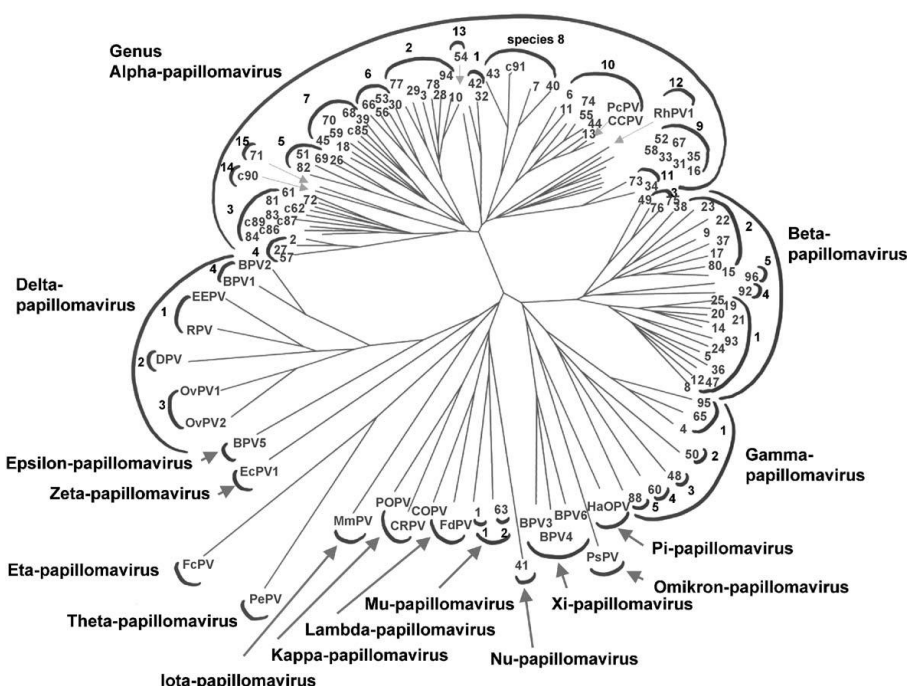 Genus
Alpha-papillomavirus
13
54
2
1
species 8
10
12
6
77
94
78
29
3
28
10
42
32
43
c91
7
40
6
11
74
55
44
13
PcPV
CCPV
RhPV1
9
52
67
58
33
31
35
16
7
70
68
66
53
30
56
39
c85
59
45
18
15
71
5
51
82
69
26
14
c90
11
73
34
3
61
81
72
83
c62
c89
c87
c86
84
4
2
27
57
3
49
75
76
38
23
2
22
9
37
17
80
15
5
96
92
4
25
19
20
21
14
1
93
24
5
36
12
47
8
Beta-
papillomavirus
Delta-
papillomavirus
4
BPV2
BPV1
1
EEPV
RPV
2
DPV
3
OvPV1
OvPV2
95
65
4
1
50
2
48
3
60
4
88
5
Gamma-
papillomavirus
Epsilon-papillomavirus
BPV5
Zeta-papillomavirus
EcPV1
Eta-papillomavirus
FcPV
Theta-papillomavirus
PePV
MmPV
POPV
CRPV
COPV
FdPV
1
63
1
2
41
BPV3
BPV6
BPV4
HaOPV
PsPV
Pi-papillomavirus
Omikron-papillomavirus
Xi-papillomavirus
Mu-papillomavirus
Lambda-papillomavirus
Kappa-papillomavirus
Nu-papillomavirus
Iota-papillomavirus